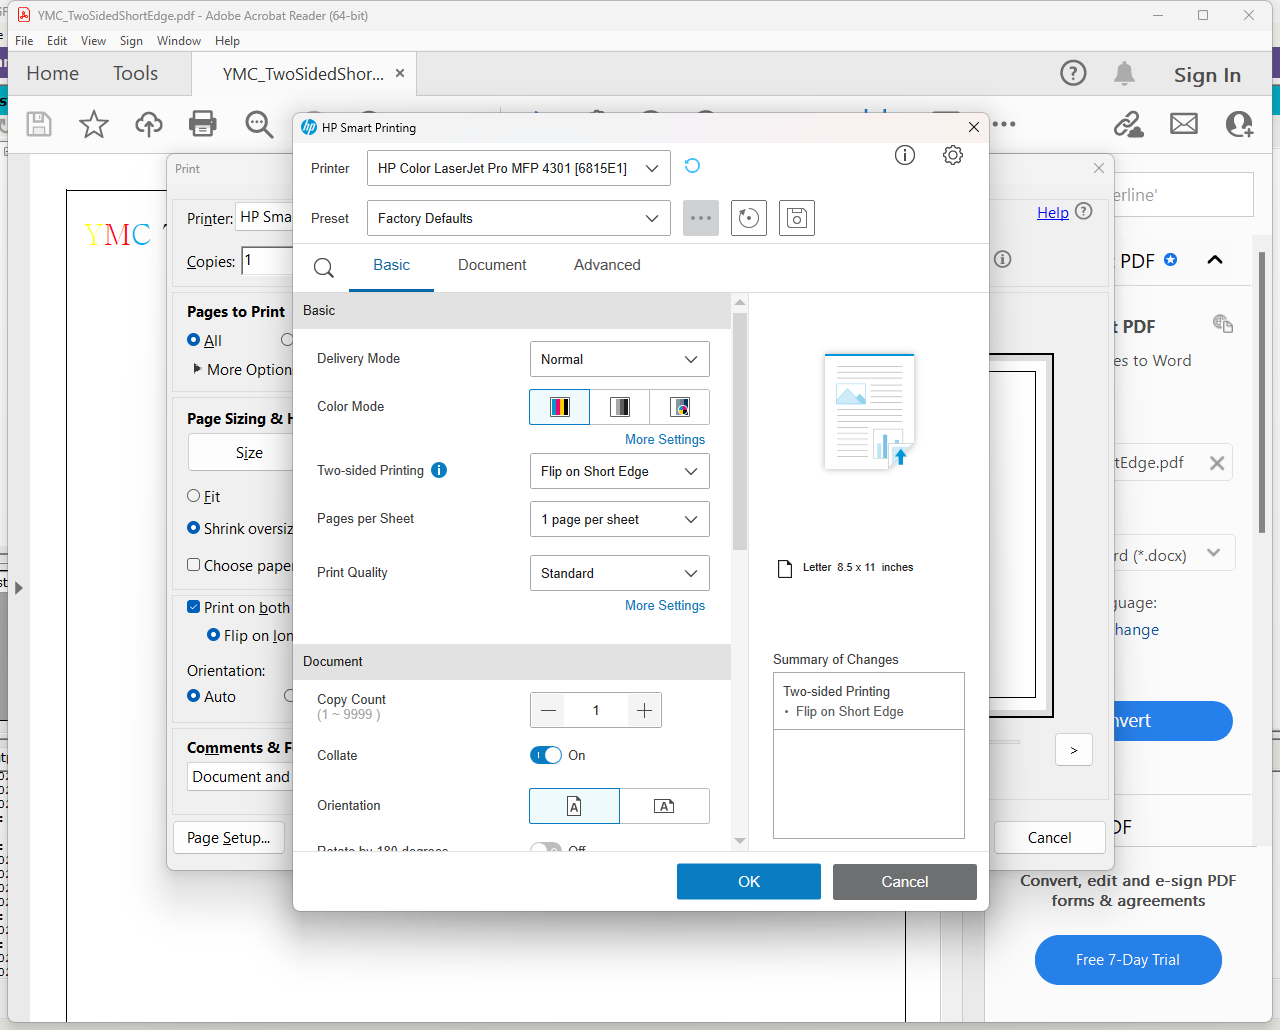 YMC_TwoSidedShortEdge.pdf - Adobe Acrobat Reader (64-bit)
File Edit View Sign Window Help
Home Tools YMC_TwoSidedShor... × Sign In
HP Smart Printing
Print
Printer HP Color LaserJet Pro MFP 4301 [6815E1]
Preset Factory Defaults
Basic Document Advanced
YMC
Printer: HP Sma
Copies: 1
Help
Pages to Print
All
More Option
Page Sizing & H
Size
Fit
Shrink oversiz
Choose pape
Print on both
Flip on lon
Orientation:
Auto
Comments & F
Document and
Page Setup...
Basic
Delivery Mode Normal
Color Mode
More Settings
Two-sided Printing Flip on Short Edge
Pages per Sheet 1 page per sheet
Print Quality Standard
More Settings
Document
Copy Count
(1 ~ 9999 )
1
Collate On
Orientation
Rotate by 180 degrees Off
Letter 8.5 x 11 inches
Summary of Changes
Two-sided Printing
• Flip on Short Edge
OK Cancel
>
Cancel
erline'
PDF
t PDF
es to Word
tEdge.pdf
rd (*.docx)
guage:
hange
nvert
DF
Convert, edit and e-sign PDF
forms & agreements
Free 7-Day Trial